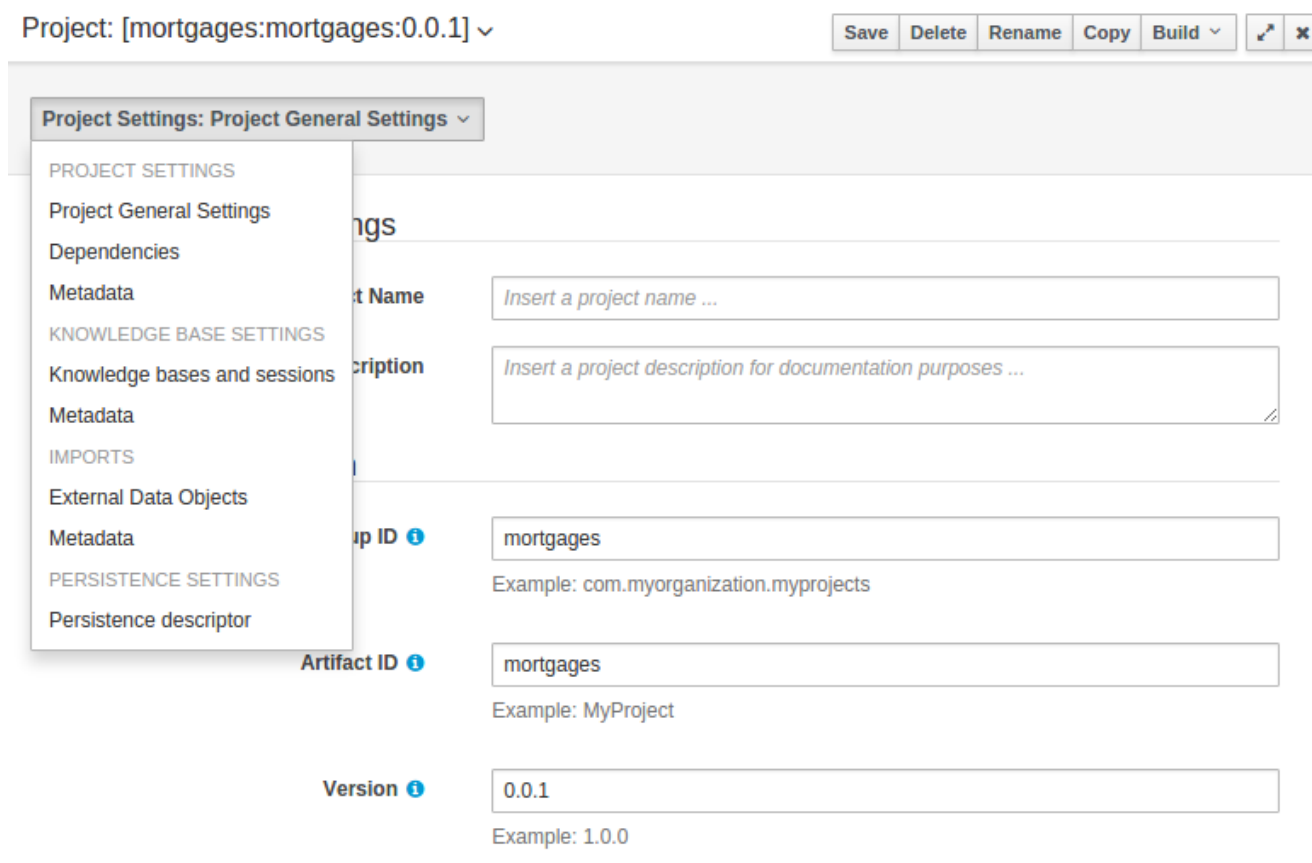 Project: [mortgages:mortgages:0.0.1]
Save Delete Rename Copy Build
Project Settings: Project General Settings
PROJECT SETTINGS
Project General Settings
Dependencies
Metadata
KNOWLEDGE BASE SETTINGS
Knowledge bases and sessions
Metadata
IMPORTS
External Data Objects
Metadata
PERSISTENCE SETTINGS
Persistence descriptor
ngs
Name
Insert a project name ...
cription
Insert a project description for documentation purposes ...
up ID
mortgages
Example: com.myorganization.myprojects
Artifact ID
mortgages
Example: MyProject
Version
0.0.1
Example: 1.0.0